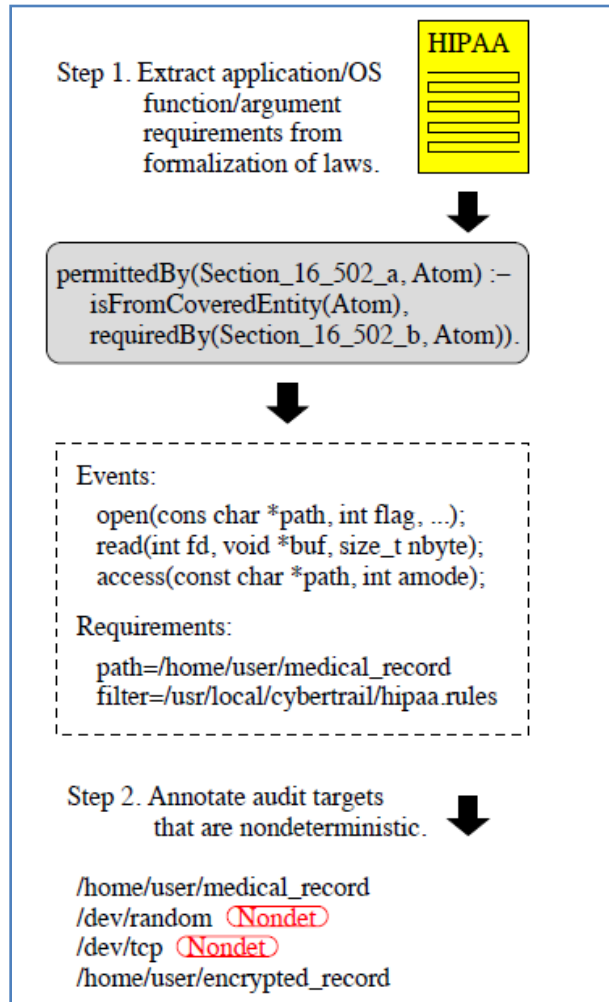 HIPAA
Step 1. Extract application/OS
function/argument
requirements from
formalization of laws.
permittedBy(Section_16_502_a, Atom) :–
isFromCoveredEntity(Atom),
requiredBy(Section_16_502_b, Atom)).
Events:
open(cons char *path, int flag, ...);
read(int fd, void *buf, size_t nbyte);
access(const char *path, int amode);
Requirements:
path=/home/user/medical_record
filter=/usr/local/cybertrail/hipaa.rules
Step 2. Annotate audit targets
that are nondeterministic.
/home/user/medical_record
/dev/random Nondet
/dev/tcp Nondet
/home/user/encrypted_record